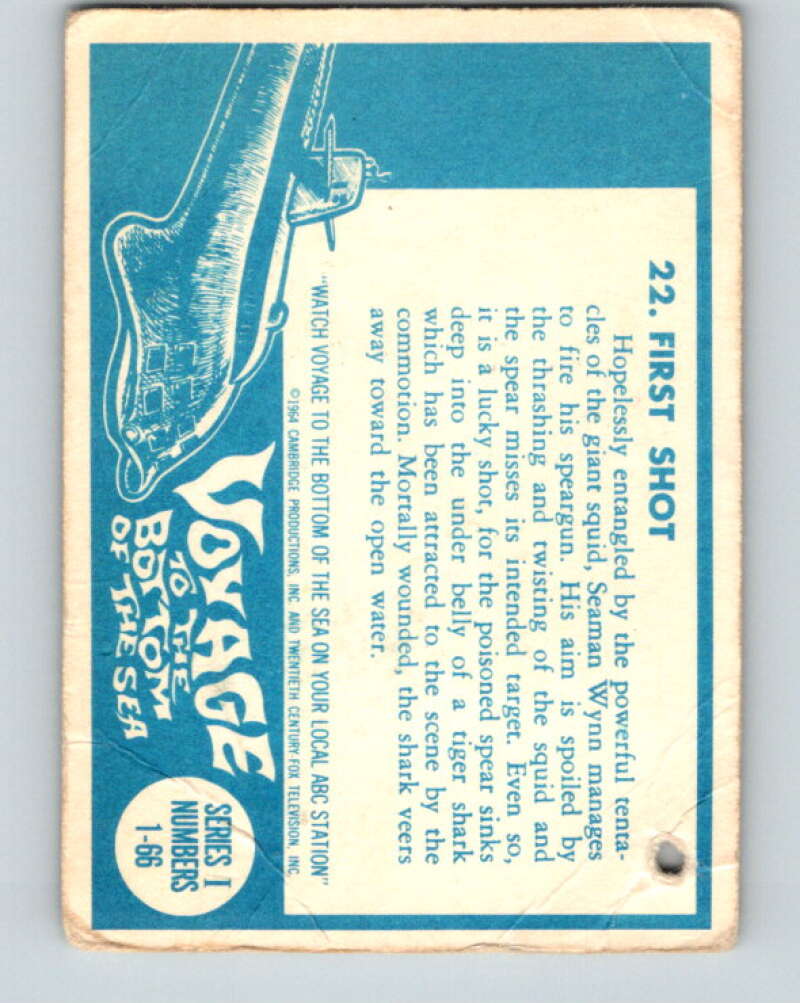 22. FIRST SHOT
Hopelessly entangled by the powerful tenta-
cles of the giant squid, Seaman Wynn manages
to fire his speargun. His aim is spoiled by
the thrashing and twisting of the squid and
the spear misses its intended target. Even so,
it is a lucky shot, for the poisoned spear sinks
deep into the under belly of a tiger shark
which has been attracted to the scene by the
commotion. Mortally wounded, the shark veers
away toward the open water.
"WATCH VOYAGE TO THE BOTTOM OF THE SEA ON YOUR LOCAL ABC STATION"
©1964 CAMBRIDGE PRODUCTIONS, INC. AND TWENTIETH CENTURY-FOX TELEVISION, INC.
VOYAGE
TO THE
BOTTOM
OF THE SEA
SERIES I
NUMBERS
1-66